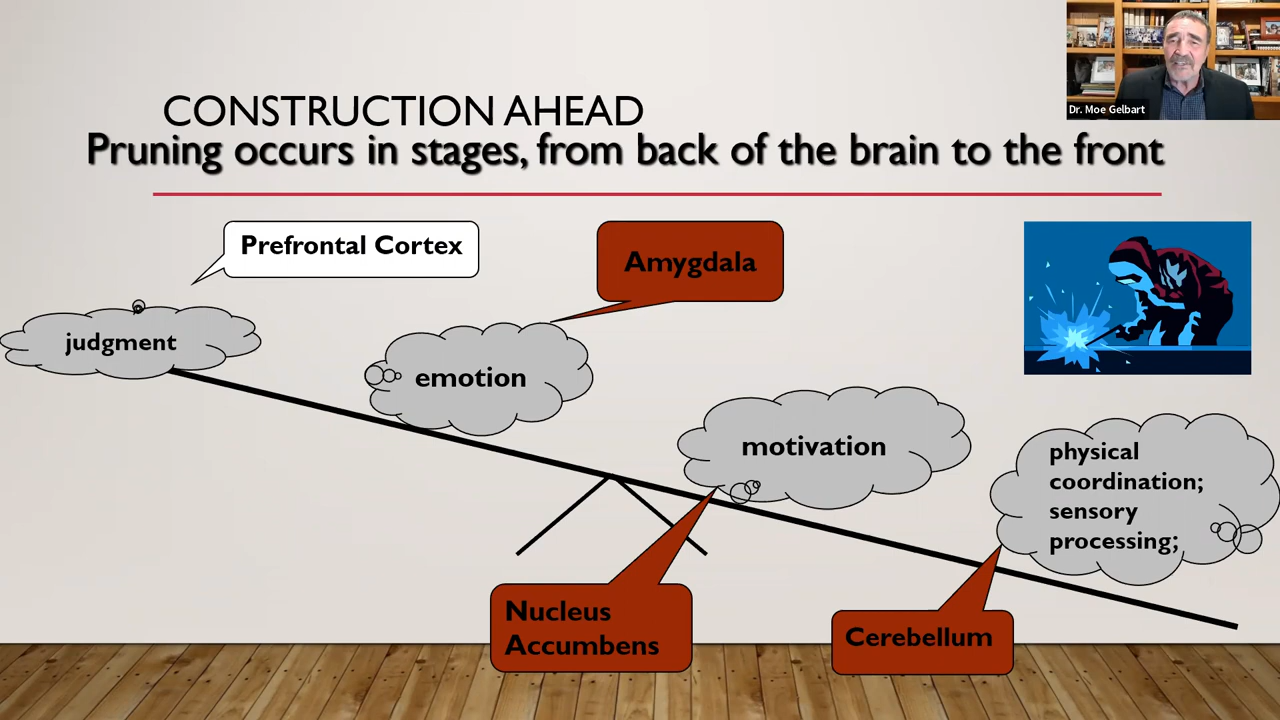 Dr. Moe Gelbart
CONSTRUCTION AHEAD
Pruning occurs in stages, from back of the brain to the front
Prefrontal Cortex
Amygdala
judgment
emotion
motivation
physical
coordination;
sensory
processing;
Nucleus
Accumbens
Cerebellum